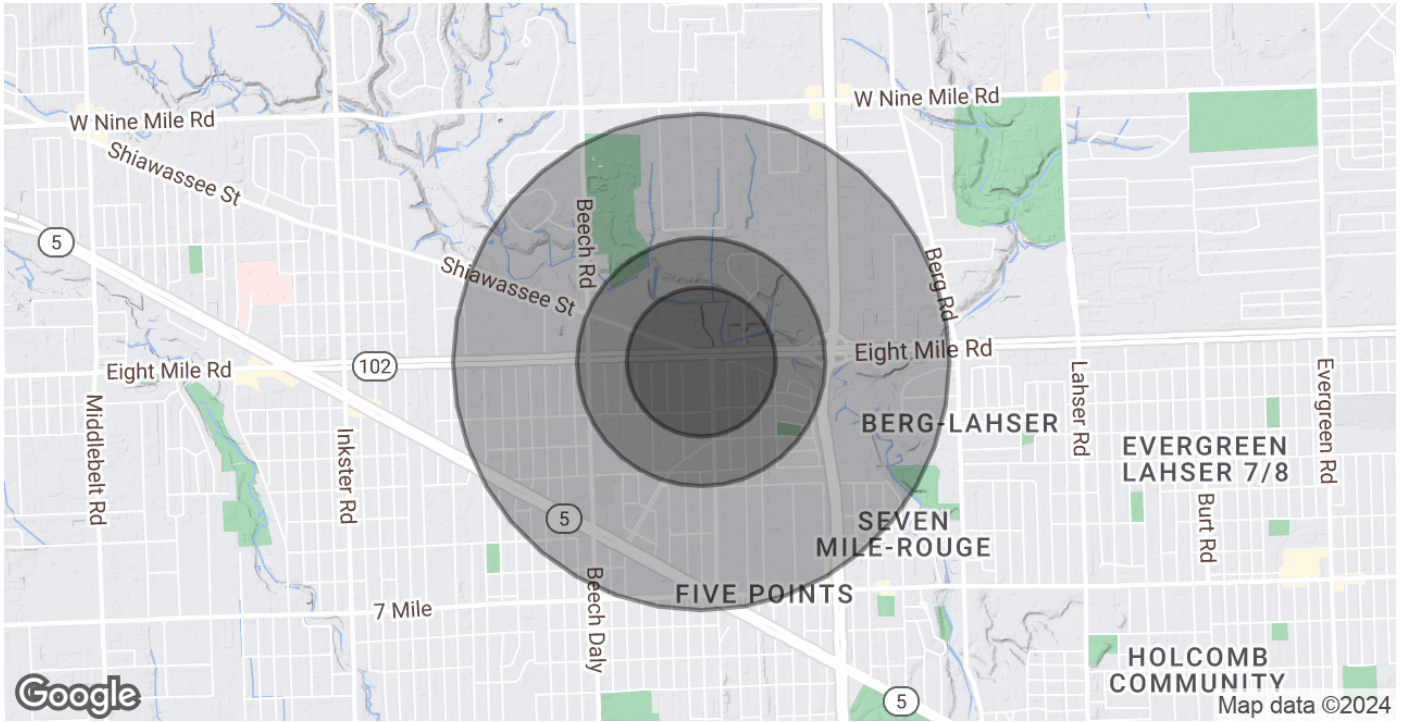 W Nine Mile Rd
W Nine Mile Rd
Shiawassee St
5
Beech Rd
Shiawassee St
Berg Rd
Eight Mile Rd
Eight Mile Rd
102
Middlebelt Rd
Inkster Rd
Lahser Rd
Evergreen Rd
BERG-LAHSER
EVERGREEN
LAHSER 7/8
Burt Rd
5
SEVEN
MILE-ROUGE
FIVE POINTS
7 Mile
Beech Daly
HOLCOMB
COMMUNITY
5
Google
Map data ©2024